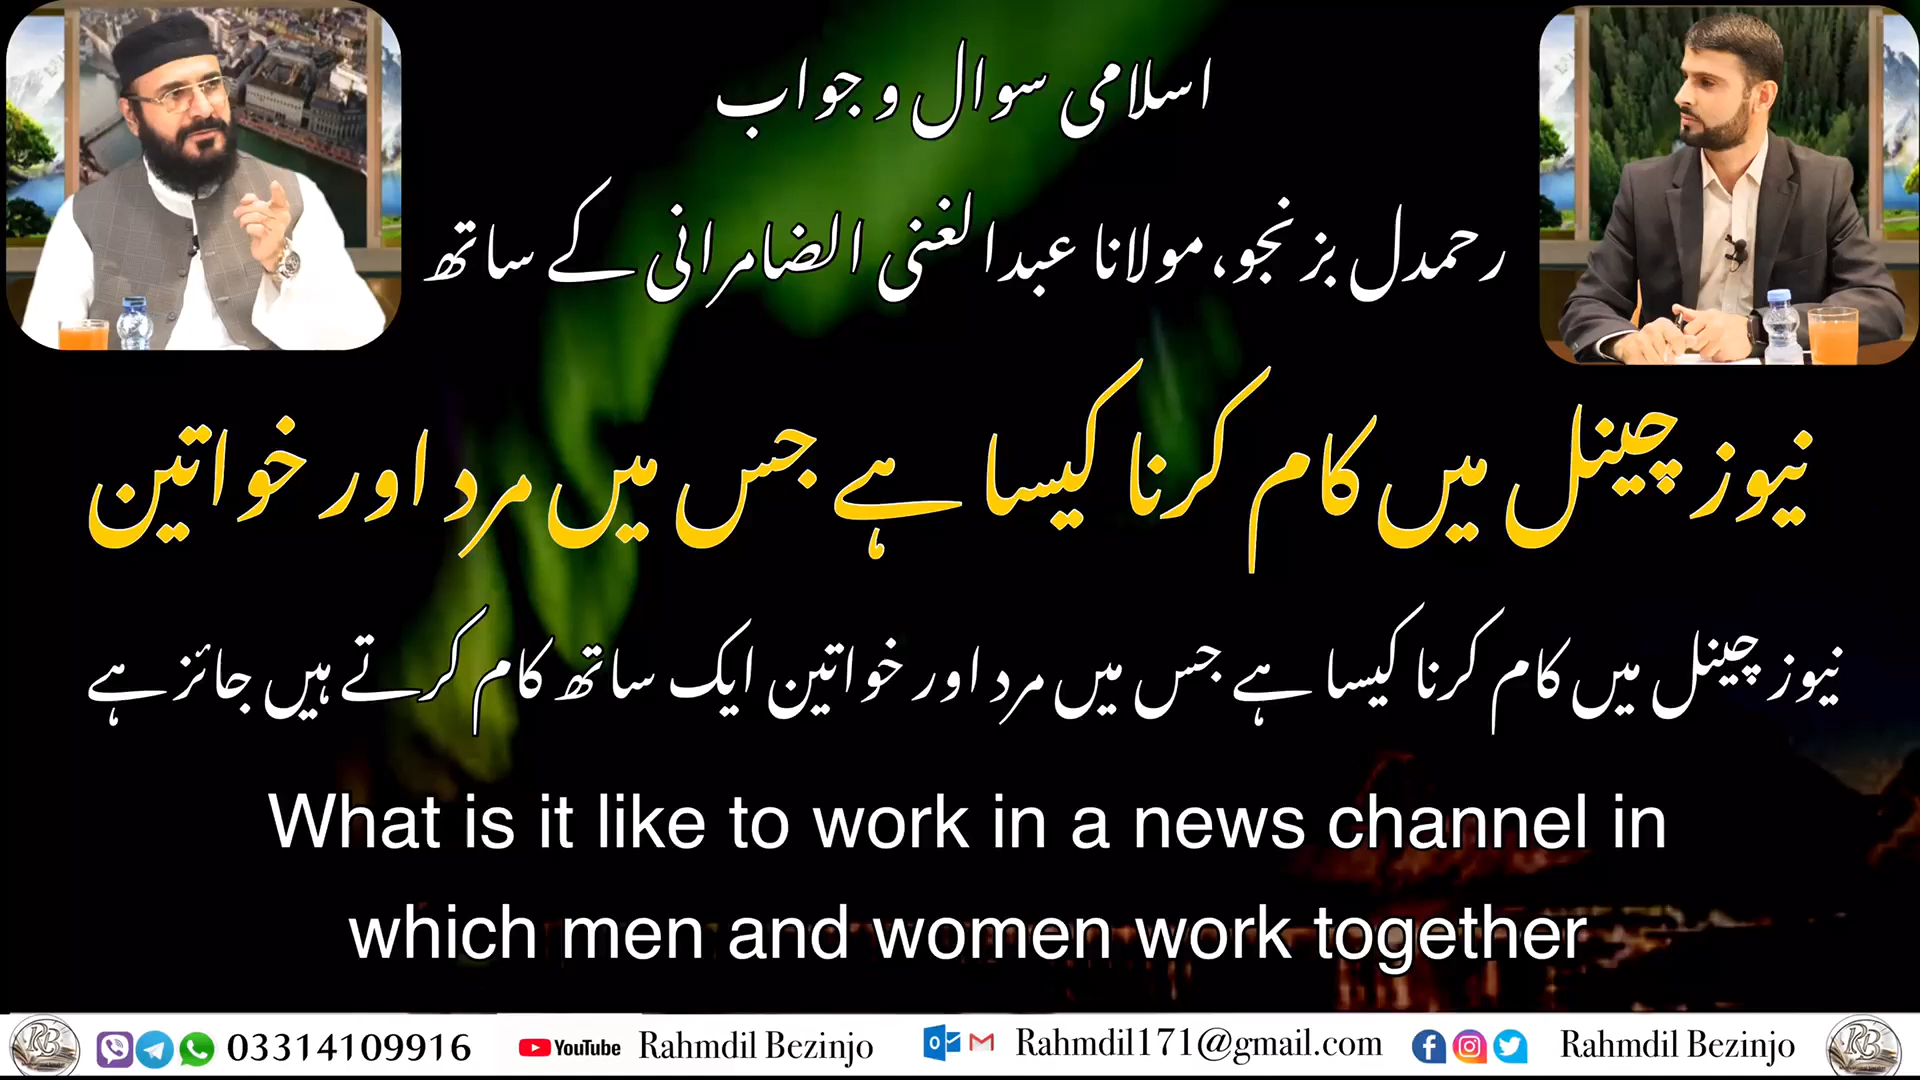 اسلامی سوال و جواب
رحمدل بزنجو، مولانا عبدالغنی الضامرانی کے ساتھ
نیوز چینل میں کام کرنا کیسا ہے جس میں مرد اور خواتین
نیوز چینل میں کام کرنا کیسا ہے جس میں مرد اور خواتین ایک ساتھ کام کرتے ہیں جائز ہے
What is it like to work in a news channel in
which men and women work together
RB 03314109916 YouTube Rahmdil Bezinjo Rahmdil171@gmail.com Rahmdil Bezinjo RB